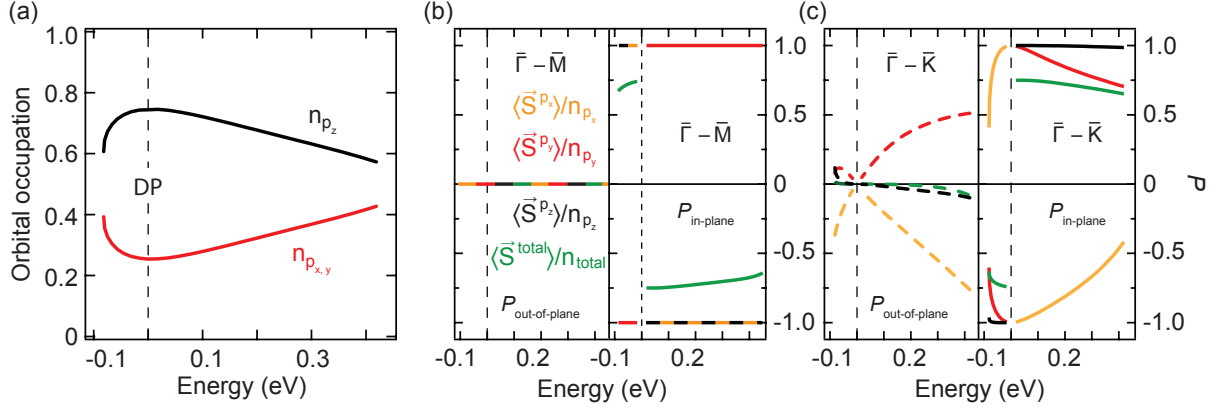 (a)
1.0
0.8
0.6
0.4
0.2
0
Orbital occupation
n_{p_z}
DP
n_{p_{x, y}}
-0.1
0.1
0.3
Energy (eV)
(b)
Γ̄ – M̄
⟨S⃗^{p_x}⟩/n_{p_x}
⟨S⃗^{p_y}⟩/n_{p_y}
⟨S⃗^{p_z}⟩/n_{p_z}
⟨S⃗^{total}⟩/n_{total}
P_{out-of-plane}
Γ̄ – M̄
P_{in-plane}
1.0
0.5
0
-0.5
-1.0
-0.1
0.2
-0.1
0.2
Energy (eV)
(c)
Γ̄ – K̄
P_{out-of-plane}
Γ̄ – K̄
P_{in-plane}
1.0
0.5
0
-0.5
-1.0
P
-0.1
0.2
-0.1
0.2
Energy (eV)